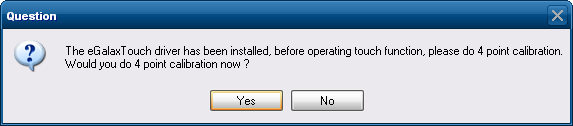 Question
The eGalaxTouch driver has been installed, before operating touch function, please do 4 point calibration.
Would you do 4 point calibration now ?
Yes No